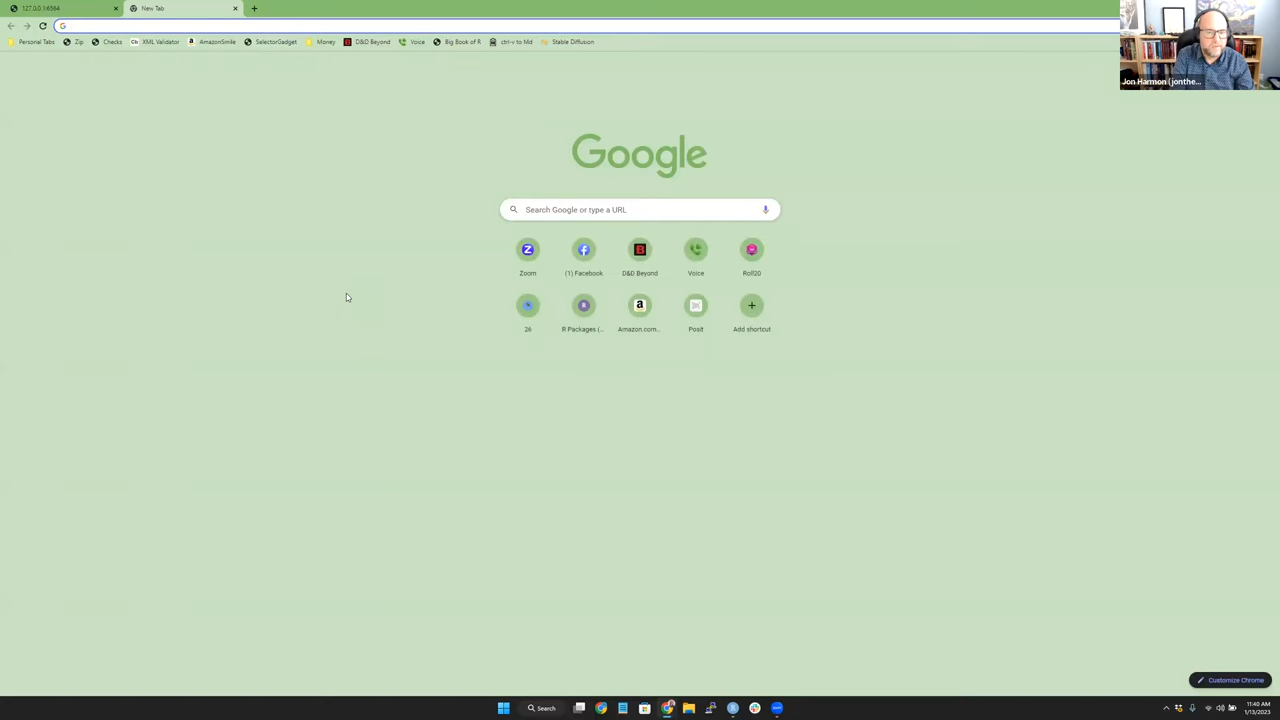 127.0.0.1:6564
New Tab
Personal Tabs
Zip
Checks
XML Validator
AmazonSmile
SelectorGadget
Money
D&D Beyond
Voice
Big Book of R
ctrl-v to Md
Stable Diffusion
Jon Harmon (jonthe...
Google
Search Google or type a URL
Zoom
(1) Facebook
D&D Beyond
Voice
Roll20
26
R Packages (...
Amazon.com...
Posit
Add shortcut
Customize Chrome
Search
11:40 AM
1/13/2023